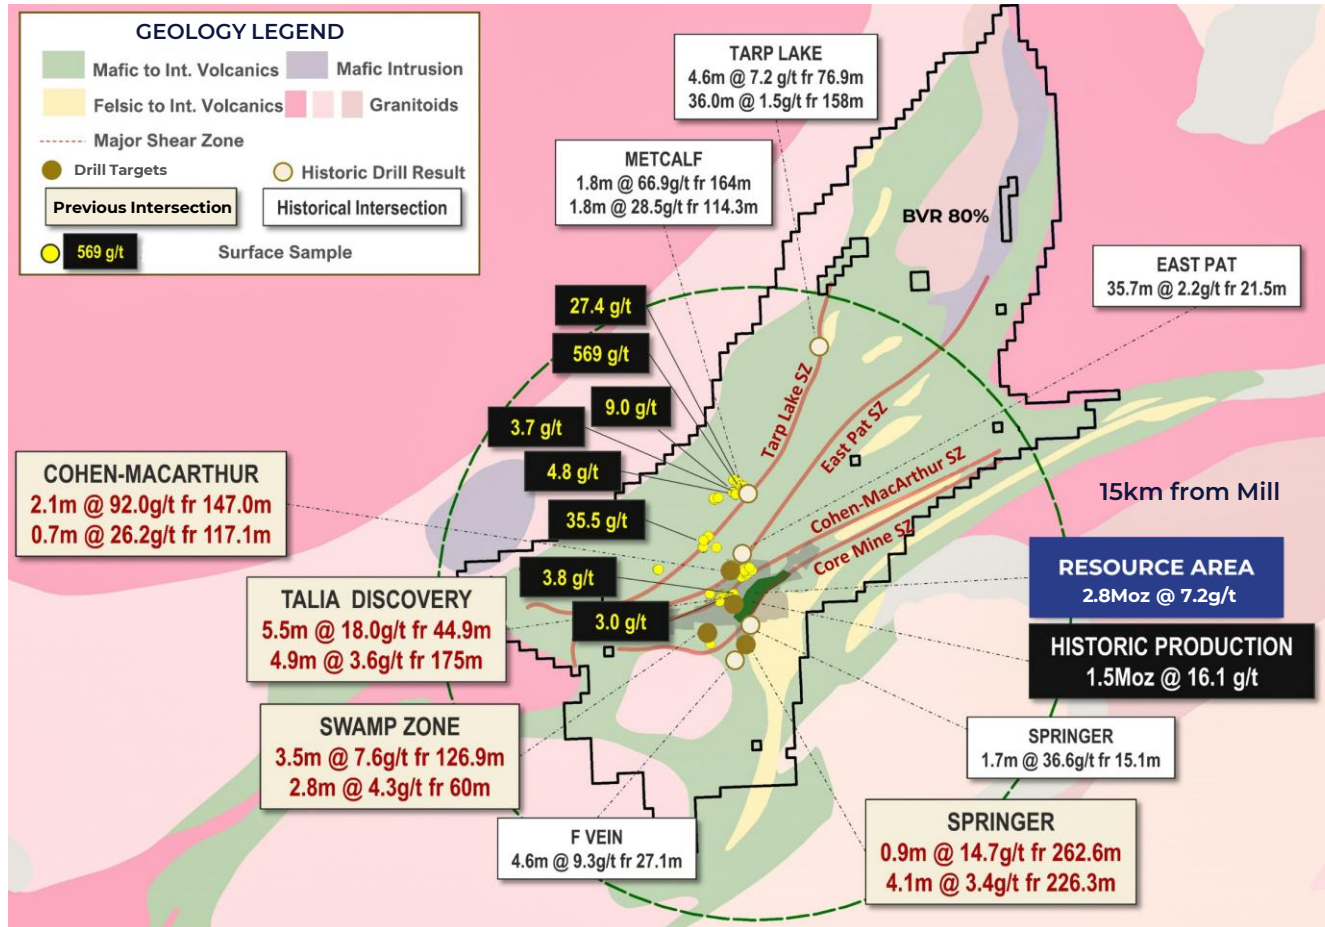 GEOLOGY LEGEND
Mafic to Int. Volcanics
Mafic Intrusion
Felsic to Int. Volcanics
Granitoids
Major Shear Zone
Drill Targets
Historic Drill Result
Previous Intersection
Historical Intersection
569 g/t
Surface Sample
TARP LAKE
4.6m @ 7.2 g/t fr 76.9m
36.0m @ 1.5g/t fr 158m
METCALF
1.8m @ 66.9g/t fr 164m
1.8m @ 28.5g/t fr 114.3m
BVR 80%
EAST PAT
35.7m @ 2.2g/t fr 21.5m
27.4 g/t
569 g/t
9.0 g/t
3.7 g/t
4.8 g/t
35.5 g/t
3.8 g/t
3.0 g/t
Tarp Lake SZ
East Pat SZ
Cohen-MacArthur SZ
Core Mine SZ
15km from Mill
COHEN-MACARTHUR
2.1m @ 92.0g/t fr 147.0m
0.7m @ 26.2g/t fr 117.1m
RESOURCE AREA
2.8Moz @ 7.2g/t
TALIA DISCOVERY
5.5m @ 18.0g/t fr 44.9m
4.9m @ 3.6g/t fr 175m
HISTORIC PRODUCTION
1.5Moz @ 16.1 g/t
SWAMP ZONE
3.5m @ 7.6g/t fr 126.9m
2.8m @ 4.3g/t fr 60m
SPRINGER
1.7m @ 36.6g/t fr 15.1m
F VEIN
4.6m @ 9.3g/t fr 27.1m
SPRINGER
0.9m @ 14.7g/t fr 262.6m
4.1m @ 3.4g/t fr 226.3m